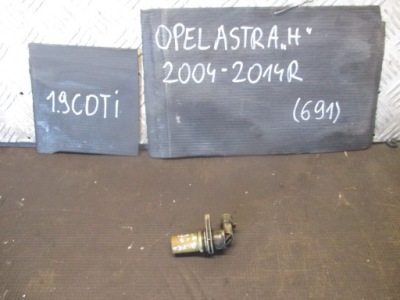 1.9CDTi
OPEL ASTRA„H"
2004-2014R
(691)